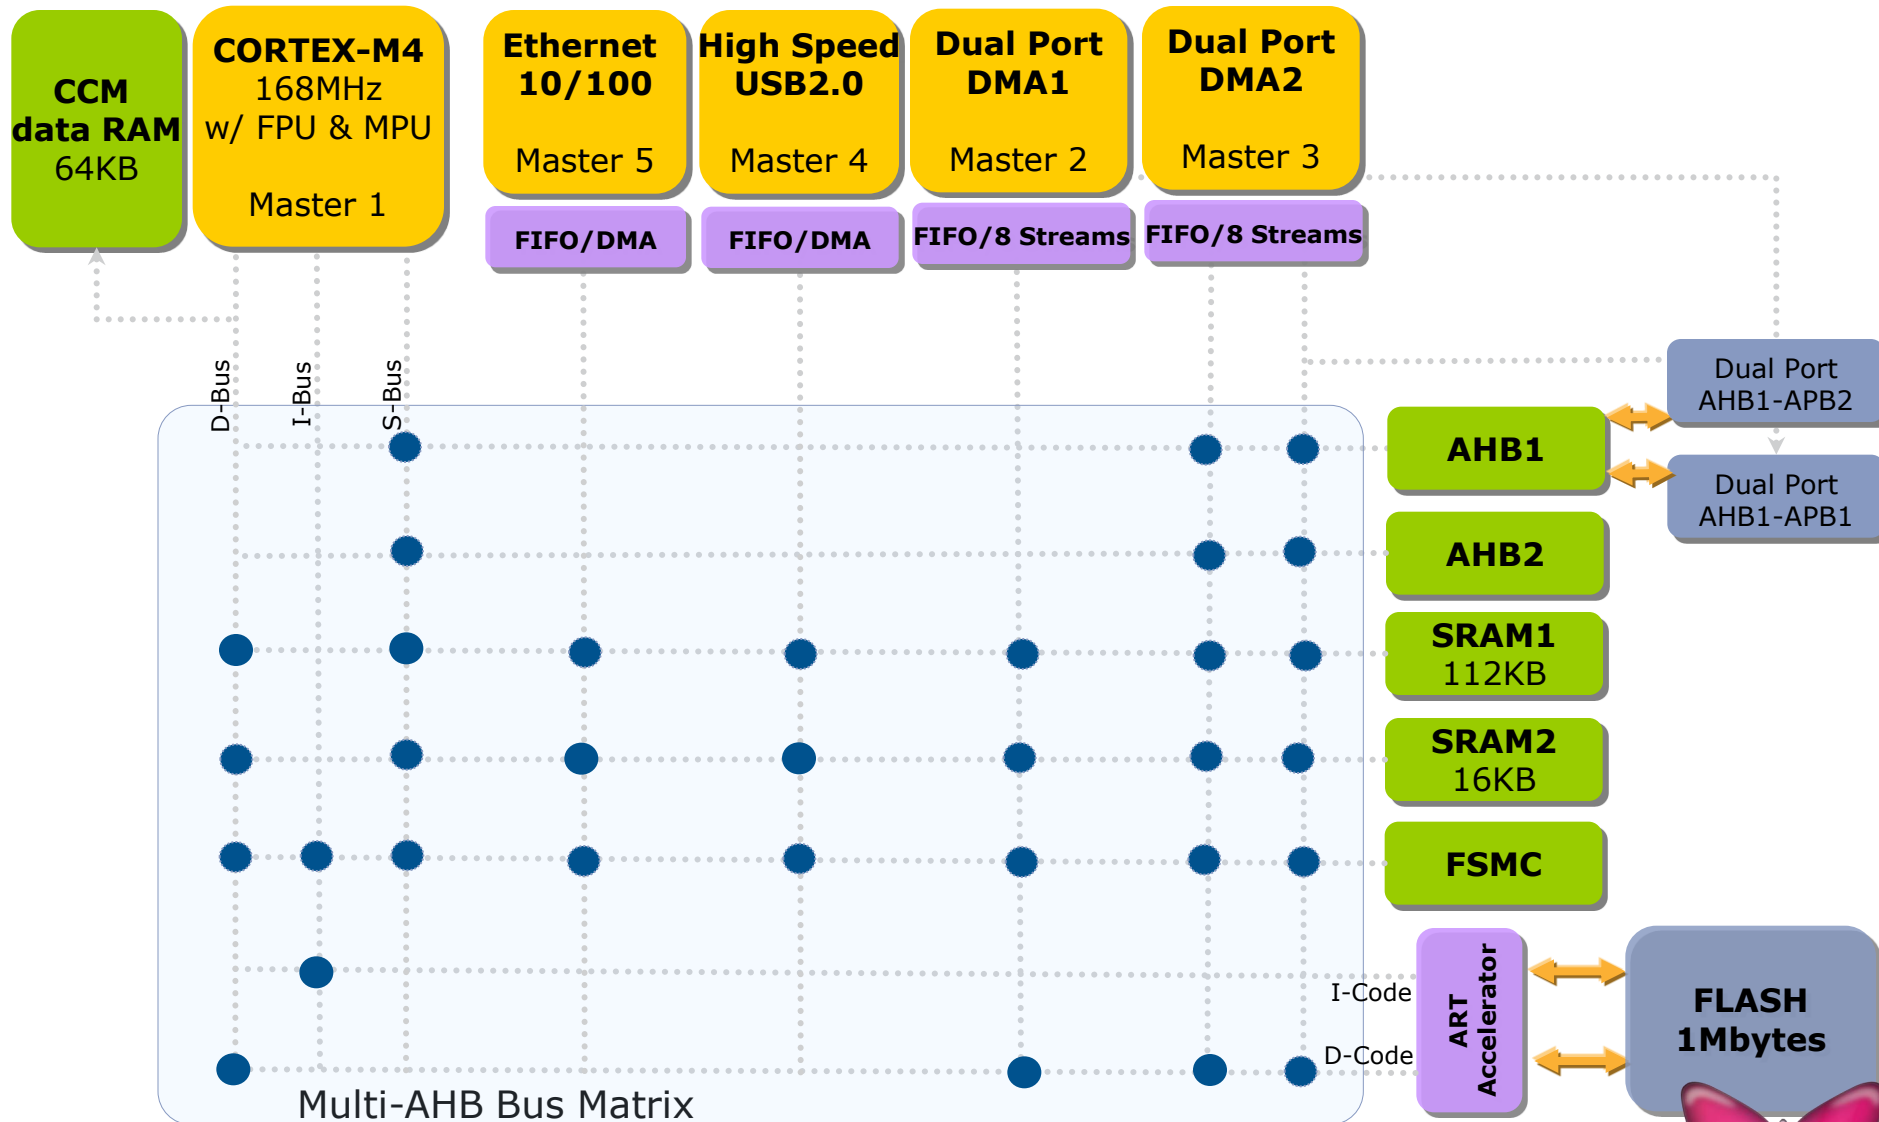 CCM
data RAM
64KB
CORTEX-M4
168MHz
w/ FPU & MPU
Master 1
Ethernet
10/100
Master 5
High Speed
USB2.0
Master 4
Dual Port
DMA1
Master 2
Dual Port
DMA2
Master 3
FIFO/DMA
FIFO/DMA
FIFO/8 Streams
FIFO/8 Streams
D-Bus
I-Bus
S-Bus
Dual Port
AHB1-APB2
AHB1
Dual Port
AHB1-APB1
AHB2
SRAM1
112KB
SRAM2
16KB
FSMC
I-Code
D-Code
ART
Accelerator
FLASH
1Mbytes
Multi-AHB Bus Matrix